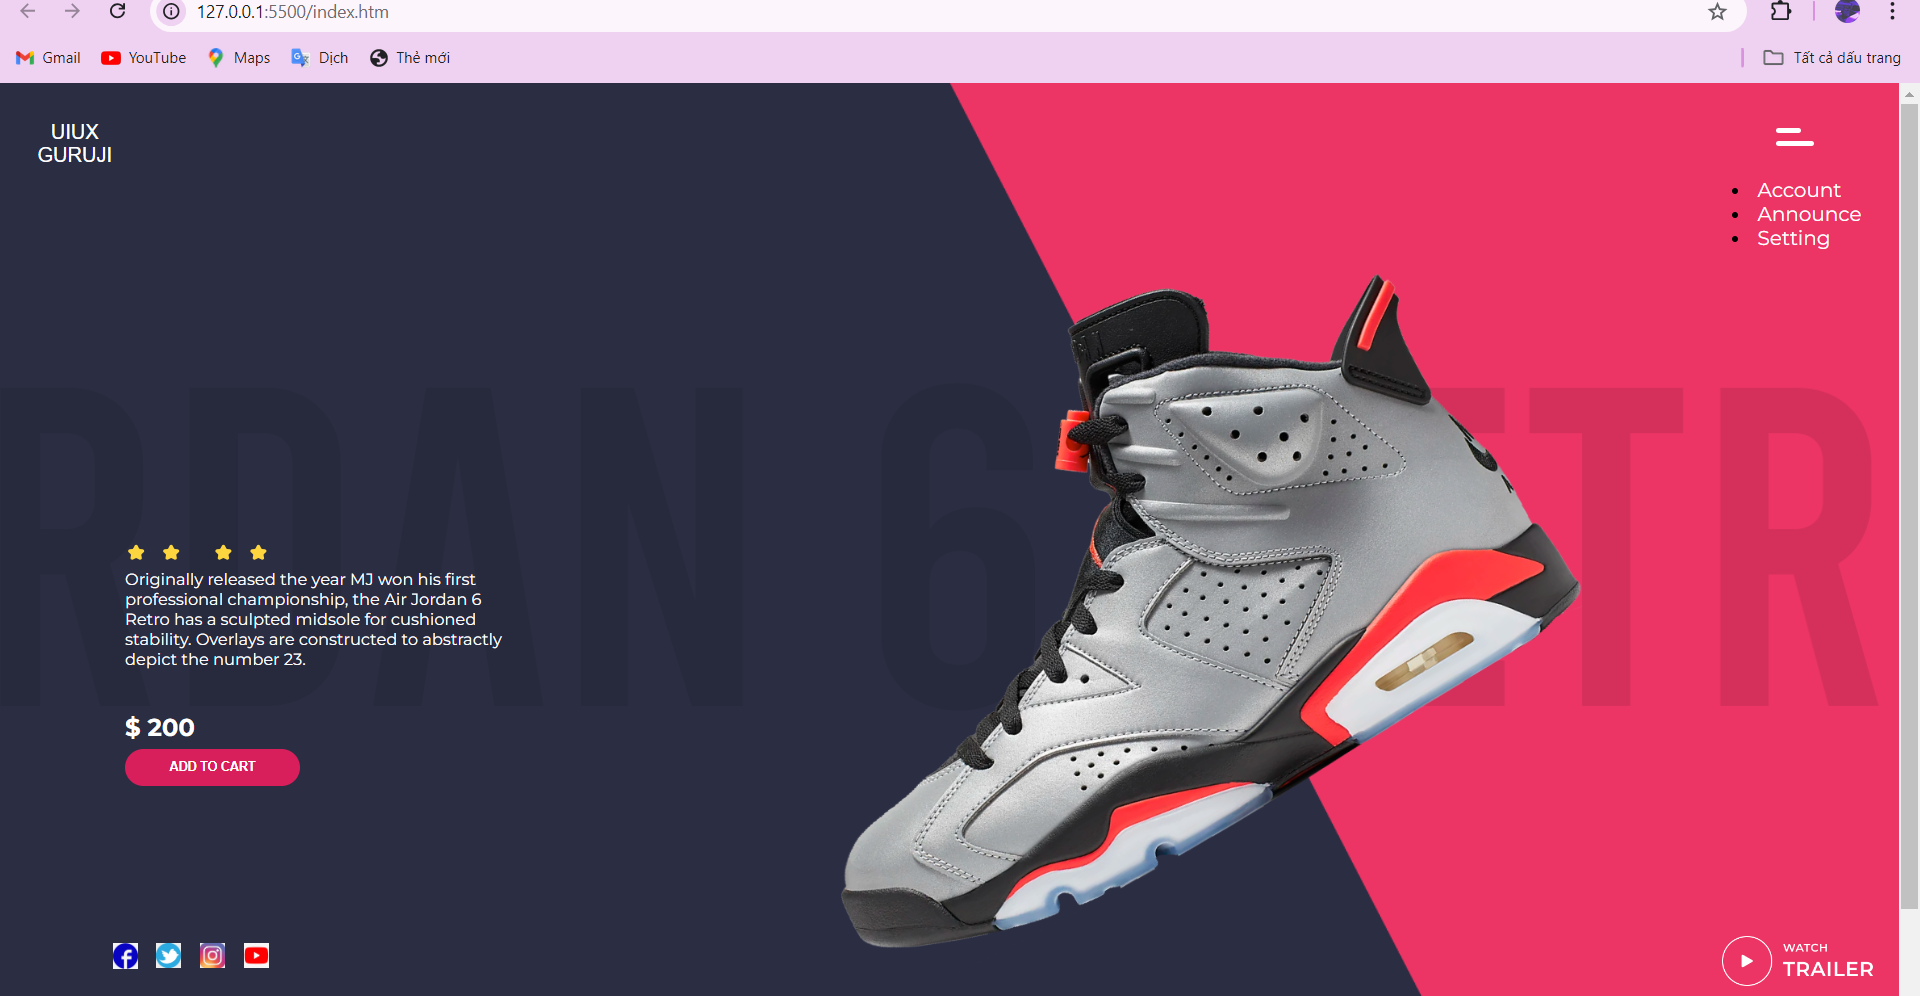 127.0.0.1:5500/index.htm
Gmail
YouTube
Maps
Dịch
Thẻ mới
Tất cả dấu trang
UIUX
GURUJI
Account
Announce
Setting
RDAN 6 ETR
Originally released the year MJ won his first
professional championship, the Air Jordan 6
Retro has a sculpted midsole for cushioned
stability. Overlays are constructed to abstractly
depict the number 23.
$ 200
ADD TO CART
WATCH
TRAILER